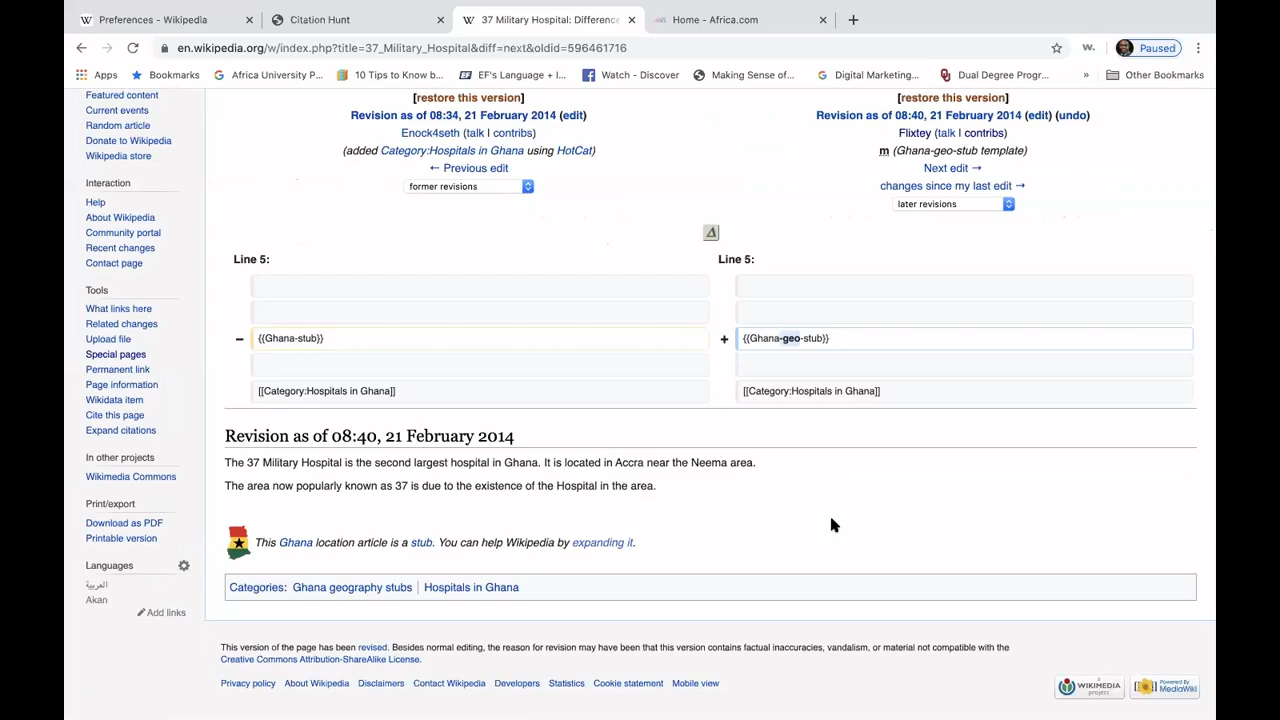 Preferences - Wikipedia
Citation Hunt
37 Military Hospital: Difference
Home - Africa.com
en.wikipedia.org/w/index.php?title=37_Military_Hospital&diff=next&oldid=596461716
w.
Paused
Apps
Bookmarks
Africa University P...
10 Tips to Know b...
EF's Language + I...
Watch - Discover
Making Sense of...
Digital Marketing...
Dual Degree Progr...
»
Other Bookmarks
Featured content
Current events
Random article
Donate to Wikipedia
Wikipedia store
Interaction
Help
About Wikipedia
Community portal
Recent changes
Contact page
Tools
What links here
Related changes
Upload file
Special pages
Permanent link
Page information
Wikidata item
Cite this page
Expand citations
In other projects
Wikimedia Commons
Print/export
Download as PDF
Printable version
Languages
العربية
Akan
Add links
[restore this version]
Revision as of 08:34, 21 February 2014 (edit)
Enock4seth (talk | contribs)
(added Category:Hospitals in Ghana using HotCat)
← Previous edit
former revisions
[restore this version]
Revision as of 08:40, 21 February 2014 (edit) (undo)
Flixtey (talk | contribs)
m (Ghana-geo-stub template)
Next edit →
changes since my last edit →
later revisions
Δ
Line 5:
Line 5:
− {{Ghana-stub}}
+ {{Ghana-geo-stub}}
[[Category:Hospitals in Ghana]]
[[Category:Hospitals in Ghana]]
Revision as of 08:40, 21 February 2014
The 37 Military Hospital is the second largest hospital in Ghana. It is located in Accra near the Neema area.
The area now popularly known as 37 is due to the existence of the Hospital in the area.
This Ghana location article is a stub. You can help Wikipedia by expanding it.
Categories: Ghana geography stubs | Hospitals in Ghana
This version of the page has been revised. Besides normal editing, the reason for revision may have been that this version contains factual inaccuracies, vandalism, or material not compatible with the
Creative Commons Attribution-ShareAlike License.
Privacy policy
About Wikipedia
Disclaimers
Contact Wikipedia
Developers
Statistics
Cookie statement
Mobile view
A WIKIMEDIA project
Powered By MediaWiki